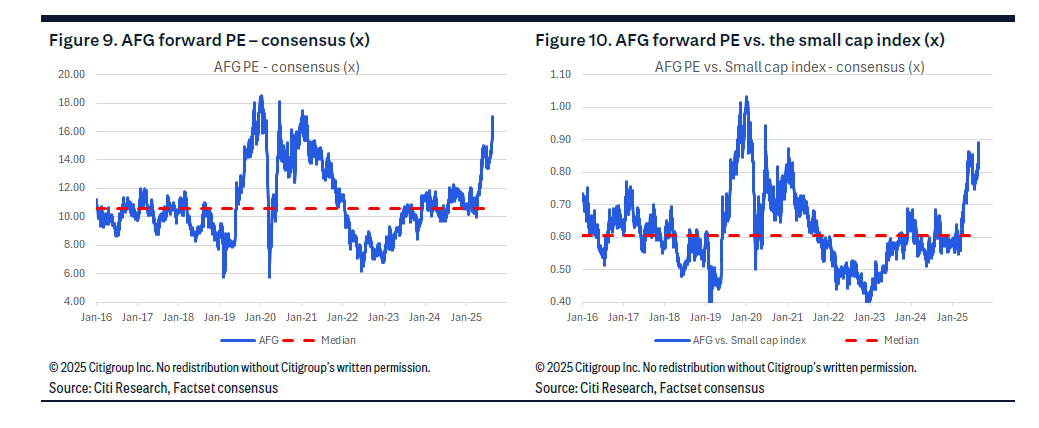 Figure 9. AFG forward PE – consensus (x)
AFG PE - consensus (x)
20.00
18.00
16.00
14.00
12.00
10.00
8.00
6.00
4.00
Jan-16 Jan-17 Jan-18 Jan-19 Jan-20 Jan-21 Jan-22 Jan-23 Jan-24 Jan-25
AFG Median
© 2025 Citigroup Inc. No redistribution without Citigroup's written permission.
Source: Citi Research, Factset consensus
Figure 10. AFG forward PE vs. the small cap index (x)
AFG PE vs. Small cap index - consensus (x)
1.10
1.00
0.90
0.80
0.70
0.60
0.50
0.40
Jan-16 Jan-17 Jan-18 Jan-19 Jan-20 Jan-21 Jan-22 Jan-23 Jan-24 Jan-25
AFG vs. Small cap index Median
© 2025 Citigroup Inc. No redistribution without Citigroup's written permission.
Source: Citi Research, Factset consensus